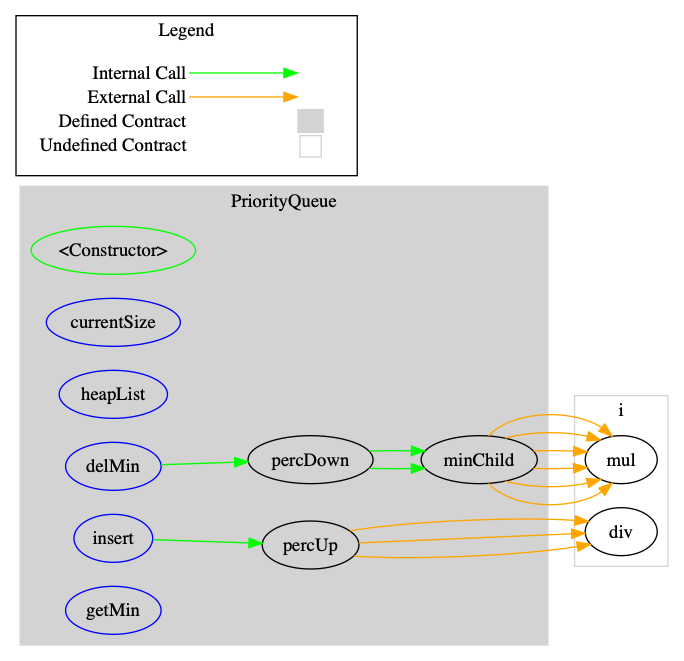 Legend
Internal Call
External Call
Defined Contract
Undefined Contract
PriorityQueue
<Constructor>
currentSize
heapList
i
delMin
percDown
minChild
mul
insert
percUp
div
getMin